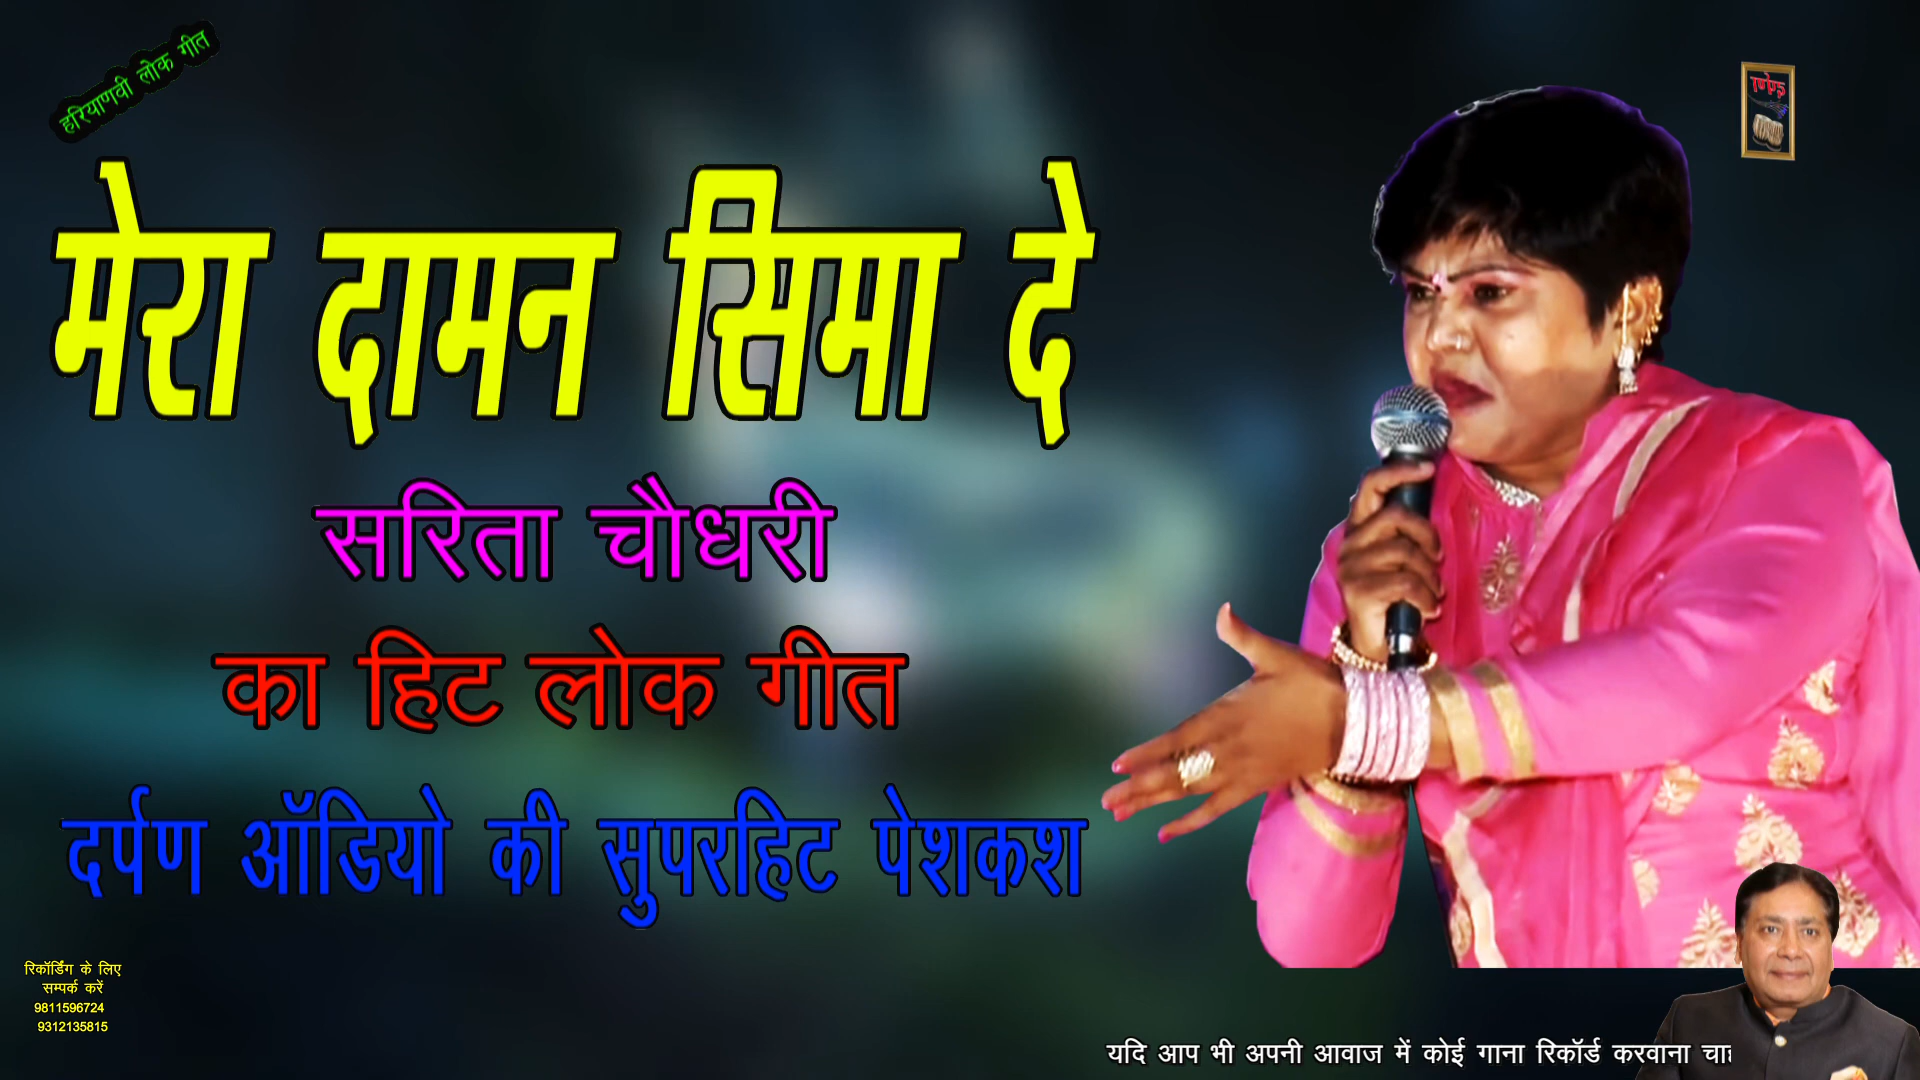 हरियाणवी लोक गीत
मेरा दामन सिमा दे
सरिता चौधरी
का हिट लोक गीत
दर्पण ऑडियो की सुपरहिट पेशकश
रिकॉर्डिंग के लिए
सम्पर्क करें
9811596724
9312135815
यदि आप भी अपनी आवाज में कोई गाना रिकॉर्ड करवाना